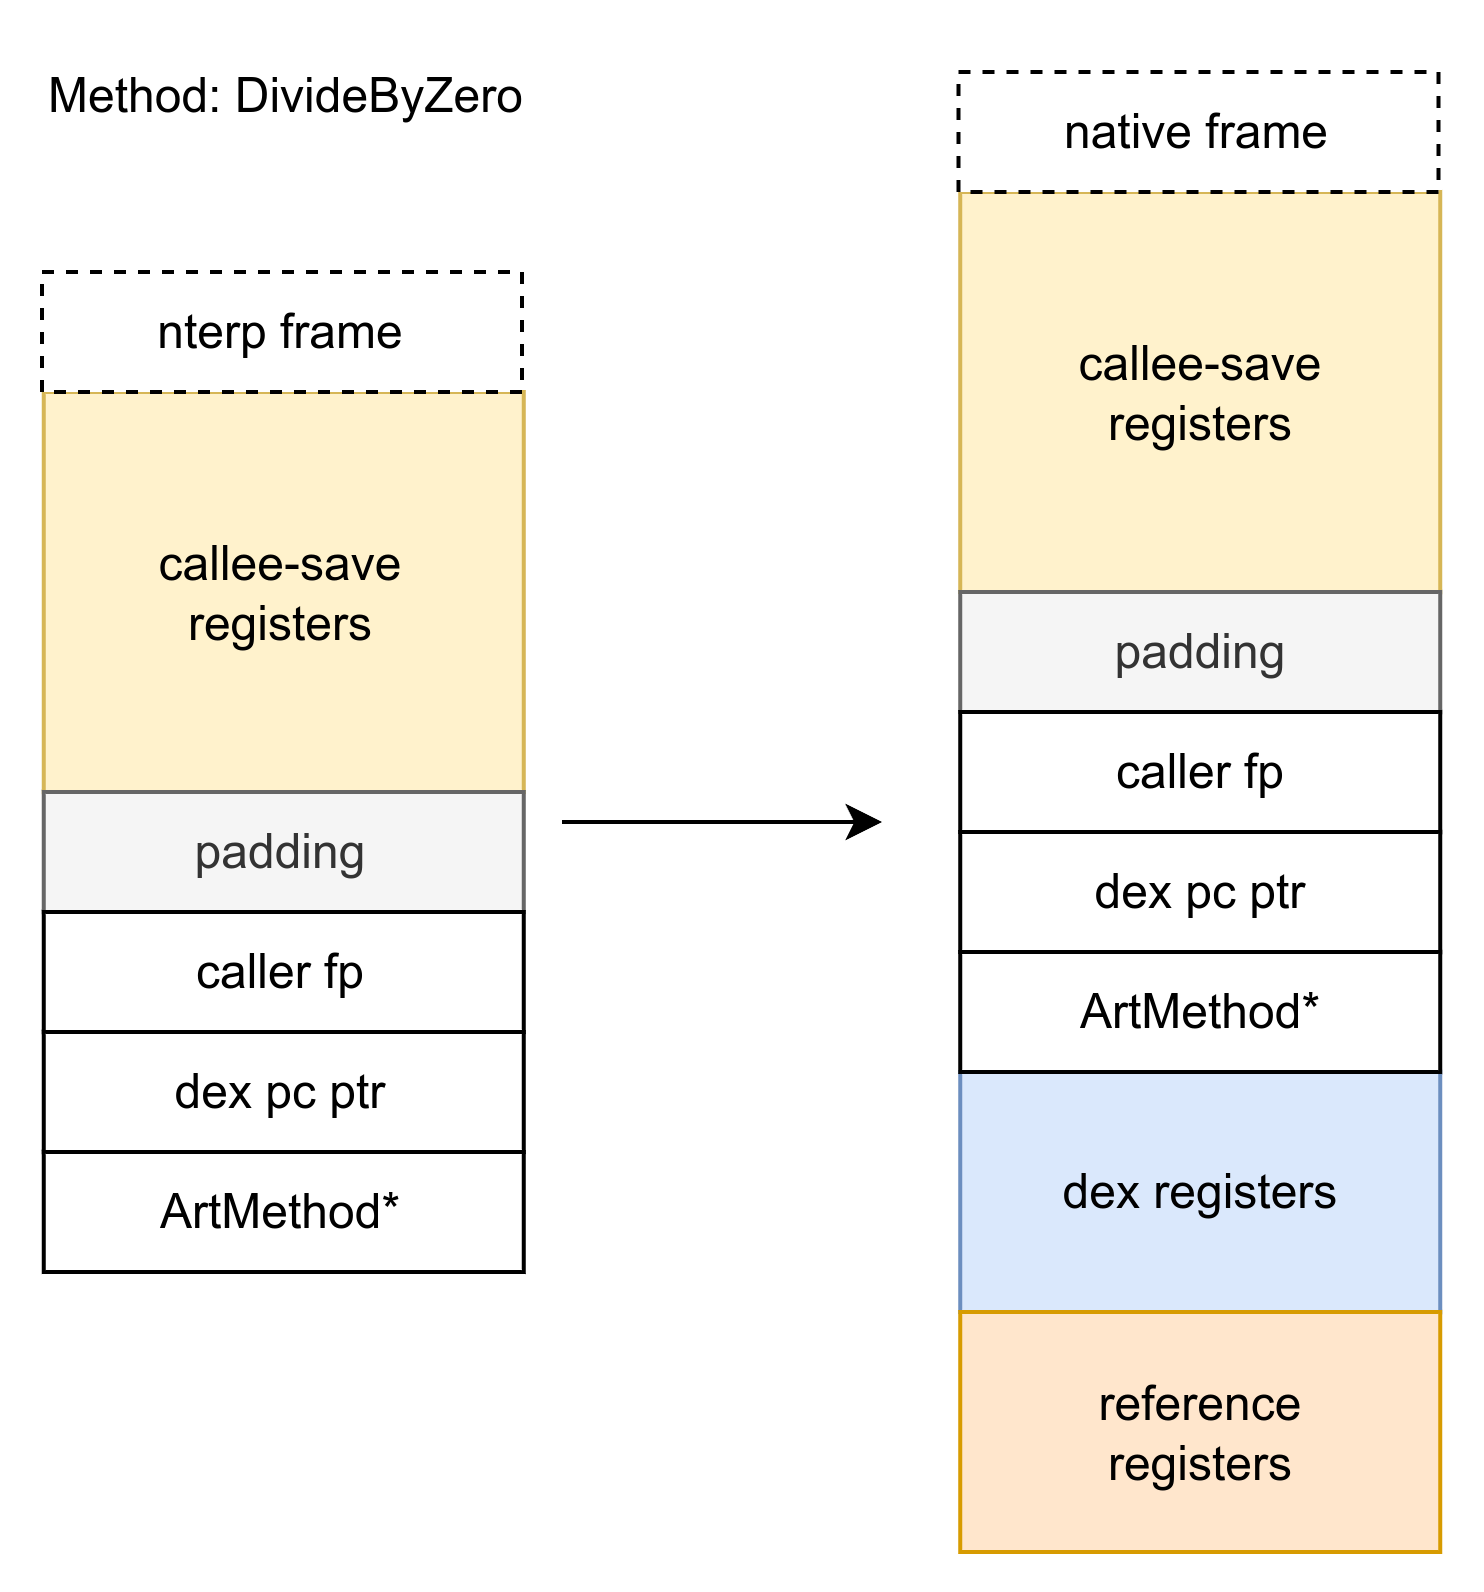 Method: DivideByZero
nterp frame
callee-save
registers
padding
caller fp
dex pc ptr
ArtMethod*
native frame
callee-save
registers
padding
caller fp
dex pc ptr
ArtMethod*
dex registers
reference
registers